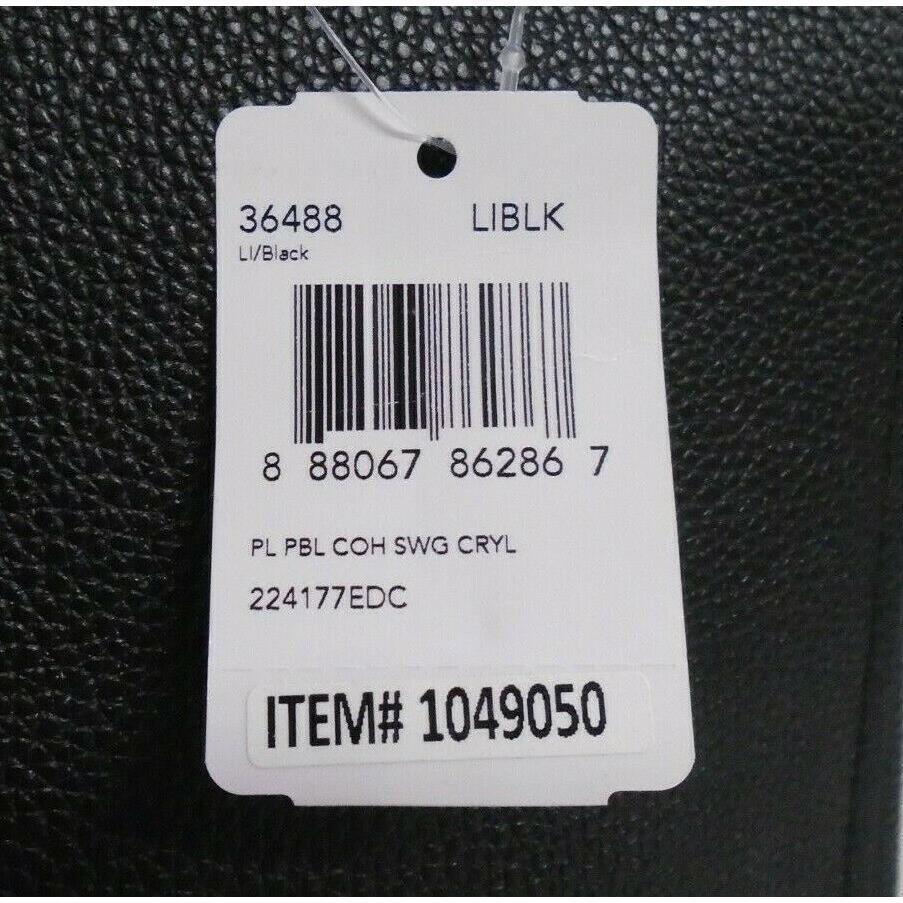 36488 LIBLK
LI/Black
8 88067 86286 7
PL PBL COH SWG CRYL
224177EDC
ITEM# 1049050